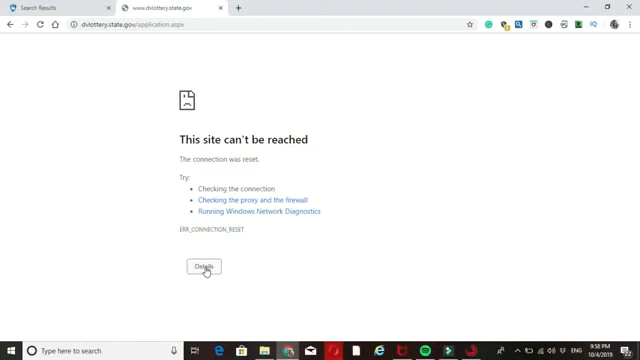 Search Results
www.dvlottery.state.gov
dvlottery.state.gov/application.aspx
This site can't be reached
The connection was reset.
Try:
Checking the connection
Checking the proxy and the firewall
Running Windows Network Diagnostics
ERR_CONNECTION_RESET
Details
Type here to search
ENG
9:58 PM
10/4/2019